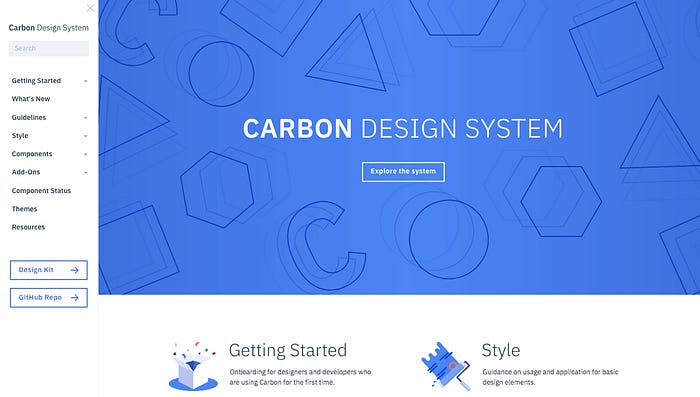 Carbon Design System
Search
Getting Started
What's New
Guidelines
Style
Components
Add-Ons
Component Status
Themes
Resources
Design Kit
GitHub Repo
CARBON DESIGN SYSTEM
Explore the system
Getting Started
Onboarding for designers and developers who
are using Carbon for the first time.
Style
Guidance on usage and application for basic
design elements.